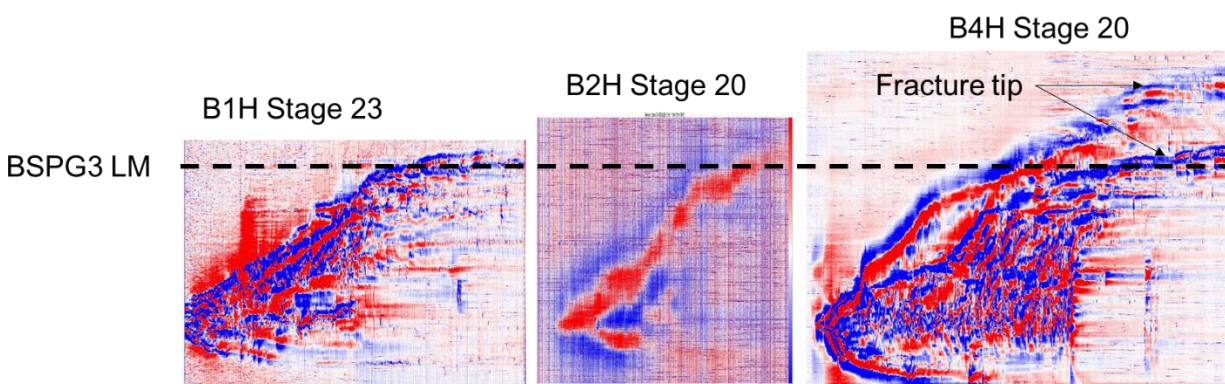 B4H Stage 20
B2H Stage 20
Fracture tip
B1H Stage 23
BSPG3 LM